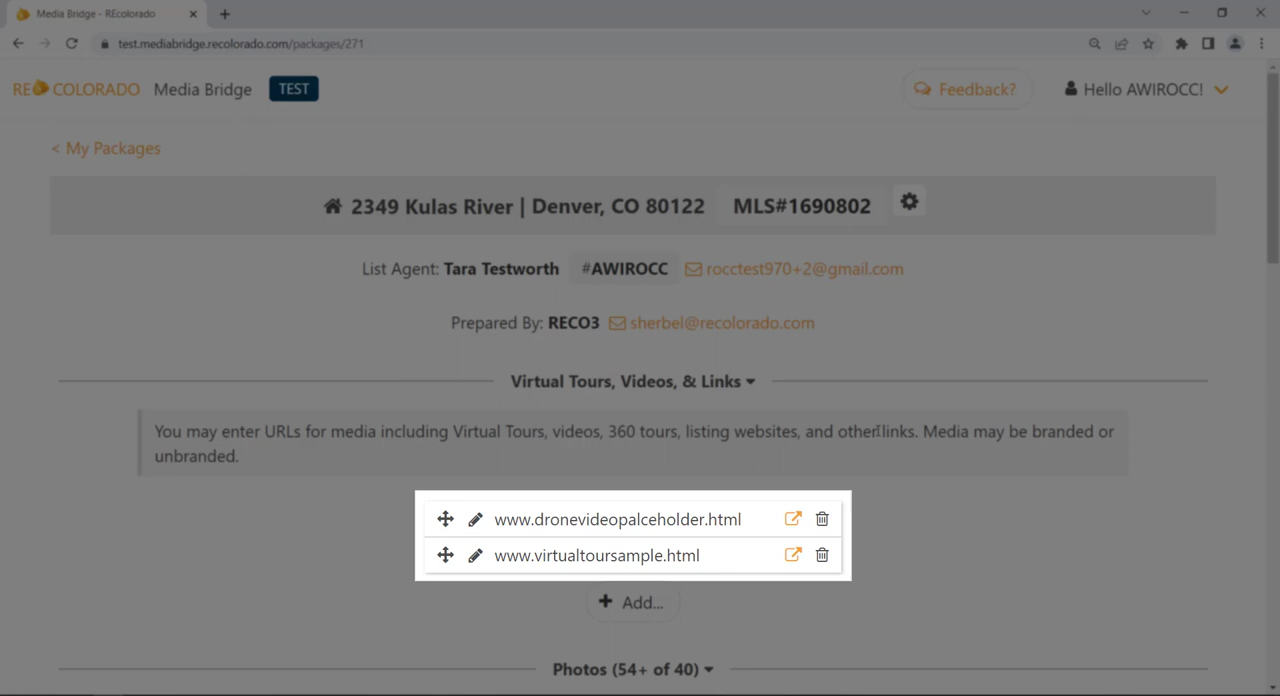 Media Bridge - REcolorado
test.mediabridge.recolorado.com/packages/271
RECOLORADO Media Bridge TEST Feedback? Hello AWIROCC!
< My Packages
2349 Kulas River | Denver, CO 80122 MLS#1690802
List Agent: Tara Testworth #AWIROCC rocctest970+2@gmail.com
Prepared By: RECO3 sherbel@recolorado.com
Virtual Tours, Videos, & Links
You may enter URLs for media including Virtual Tours, videos, 360 tours, listing websites, and other links. Media may be branded or
unbranded.
www.dronevideopalceholder.html
www.virtualtoursample.html
+ Add...
Photos (54+ of 40)